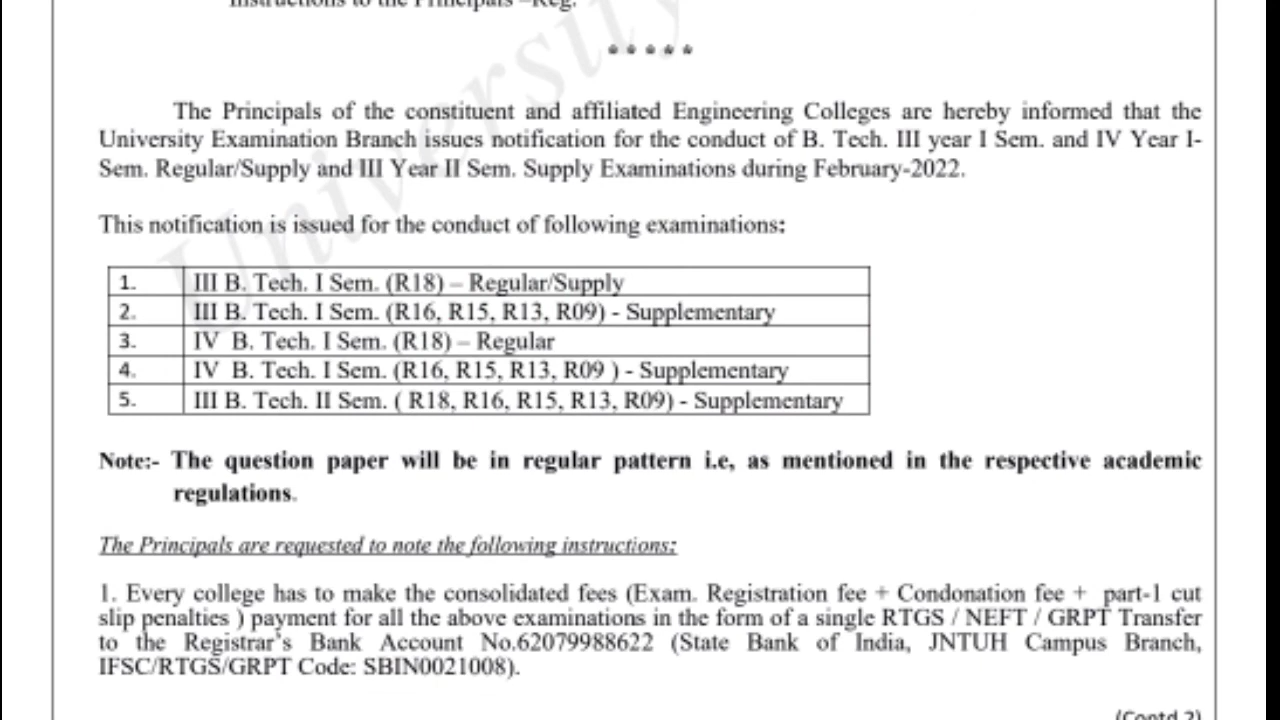 Instructions to the Principals –Reg.
*****
The Principals of the constituent and affiliated Engineering Colleges are hereby informed that the
University Examination Branch issues notification for the conduct of B. Tech. III year I Sem. and IV Year I-
Sem. Regular/Supply and III Year II Sem. Supply Examinations during February-2022.
This notification is issued for the conduct of following examinations:
1. III B. Tech. I Sem. (R18) – Regular/Supply
2. III B. Tech. I Sem. (R16, R15, R13, R09) - Supplementary
3. IV B. Tech. I Sem. (R18) – Regular
4. IV B. Tech. I Sem. (R16, R15, R13, R09 ) - Supplementary
5. III B. Tech. II Sem. ( R18, R16, R15, R13, R09) - Supplementary
Note:- The question paper will be in regular pattern i.e, as mentioned in the respective academic
regulations.
The Principals are requested to note the following instructions:
1. Every college has to make the consolidated fees (Exam. Registration fee + Condonation fee + part-1 cut
slip penalties ) payment for all the above examinations in the form of a single RTGS / NEFT / GRPT Transfer
to the Registrar's Bank Account No.62079988622 (State Bank of India, JNTUH Campus Branch,
IFSC/RTGS/GRPT Code: SBIN0021008).
(Contd 2)
University